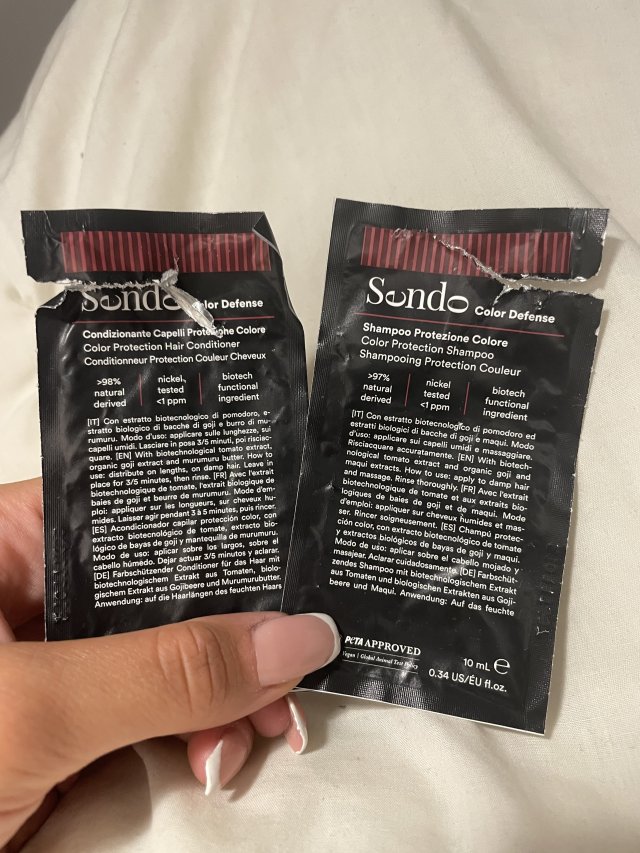 Sendo Color Defense
Condizionante Capelli Protezione Colore
Color Protection Hair Conditioner
Conditionneur Protection Couleur Cheveux
>98%
natural
derived
nickel
tested
<1 ppm
biotech
functional
ingredient
[IT] Con estratto biotecnologico di pomodoro, e-
stratto biologico di bacche di goji e burro di mu-
rumuru. Modo d'uso: applicare sulle lunghezze, sui
capelli umidi. Lasciare in posa 3/5 minuti, poi risciac-
quare. [EN] With biotechnological tomato extract,
organic goji extract and murumuru butter. How to
use: distribute on lengths, on damp hair. Leave in
place for 3/5 minutes, then rinse. [FR] Avec l'extrait
biotechnologique de tomate, l'extrait biologique de
baies de goji et beurre de murumuru. Mode d'em-
ploi: appliquer sur les longueurs, sur cheveux hu-
mides. Laisser agir pendant 3 à 5 minutes, puis rincer.
[ES] Acondicionador capilar protección color, con
extracto biotecnológico de tomate, extracto bio-
lógico de bayas de goji y mantequilla de murumuru.
Modo de uso: aplicar sobre los largos, sobre el
cabello húmedo. Dejar actuar 3/5 minutos y aclarar.
[DE] Farbschützender Conditioner für das Haar mit
biotechnologischem Extrakt aus Tomaten, biolo-
gischem Extrakt aus Gojibeere und Murumurubutter.
Anwendung: auf die Haarlängen des feuchten Haars
Sendo Color Defense
Shampoo Protezione Colore
Color Protection Shampoo
Shampooing Protection Couleur
>97%
natural
derived
nickel
tested
<1 ppm
biotech
functional
ingredient
[IT] Con estratto biotecnologico di pomodoro ed
estratti biologici di bacche di goji e maqui. Modo
d'uso: applicare sui capelli umidi e massaggiare.
Risciacquare accuratamente. [EN] With biotech-
nological tomato extract and organic goji and
maqui extracts. How to use: apply to damp hair
and massage. Rinse thoroughly. [FR] Avec l'extrait
biotechnologique de tomate et aux extraits bio-
logiques de baies de goji et de maqui. Mode
d'emploi: appliquer sur cheveux humides et mas-
ser. Rincer soigneusement. [ES] Champú protec-
ción color, con extracto biotecnológico de tomate
y extractos biológicos de bayas de goji y maqui.
Modo de uso: aplicar sobre el cabello mojado y
masajear. Aclarar cuidadosamente. [DE] Farbschüt-
zendes Shampoo mit biotechnologischem Extrakt
aus Tomaten und biologischen Extrakten aus Goji-
beere und Maqui. Anwendung: Auf das feuchte
PETA APPROVED
Vegan | Global Animal Test Policy
10 mL e
0.34 US/EU fl.oz.